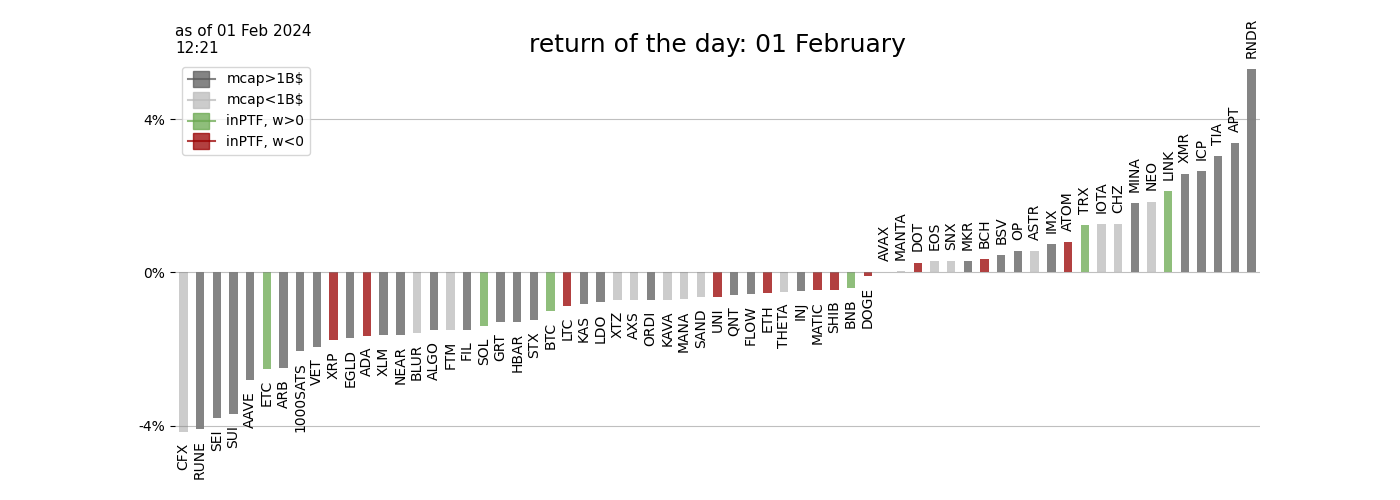 as of 01 Feb 2024
12:21
return of the day: 01 February
mcap>1B$
mcap<1B$
inPTF, w>0
inPTF, w<0
4%
0%
-4%
CFX
RUNE
SEI
SUI
AAVE
ETC
ARB
1000SATS
VET
XRP
EGLD
ADA
XLM
NEAR
BLUR
ALGO
FTM
FIL
SOL
GRT
HBAR
STX
BTC
LTC
KAS
LDO
XTZ
AXS
ORDI
KAVA
MANA
SAND
UNI
QNT
FLOW
ETH
THETA
INJ
MATIC
SHIB
BNB
DOGE
AVAX
MANTA
DOT
EOS
SNX
MKR
BCH
BSV
OP
ASTR
IMX
ATOM
TRX
IOTA
CHZ
MINA
NEO
LINK
XMR
ICP
TIA
APT
RNDR